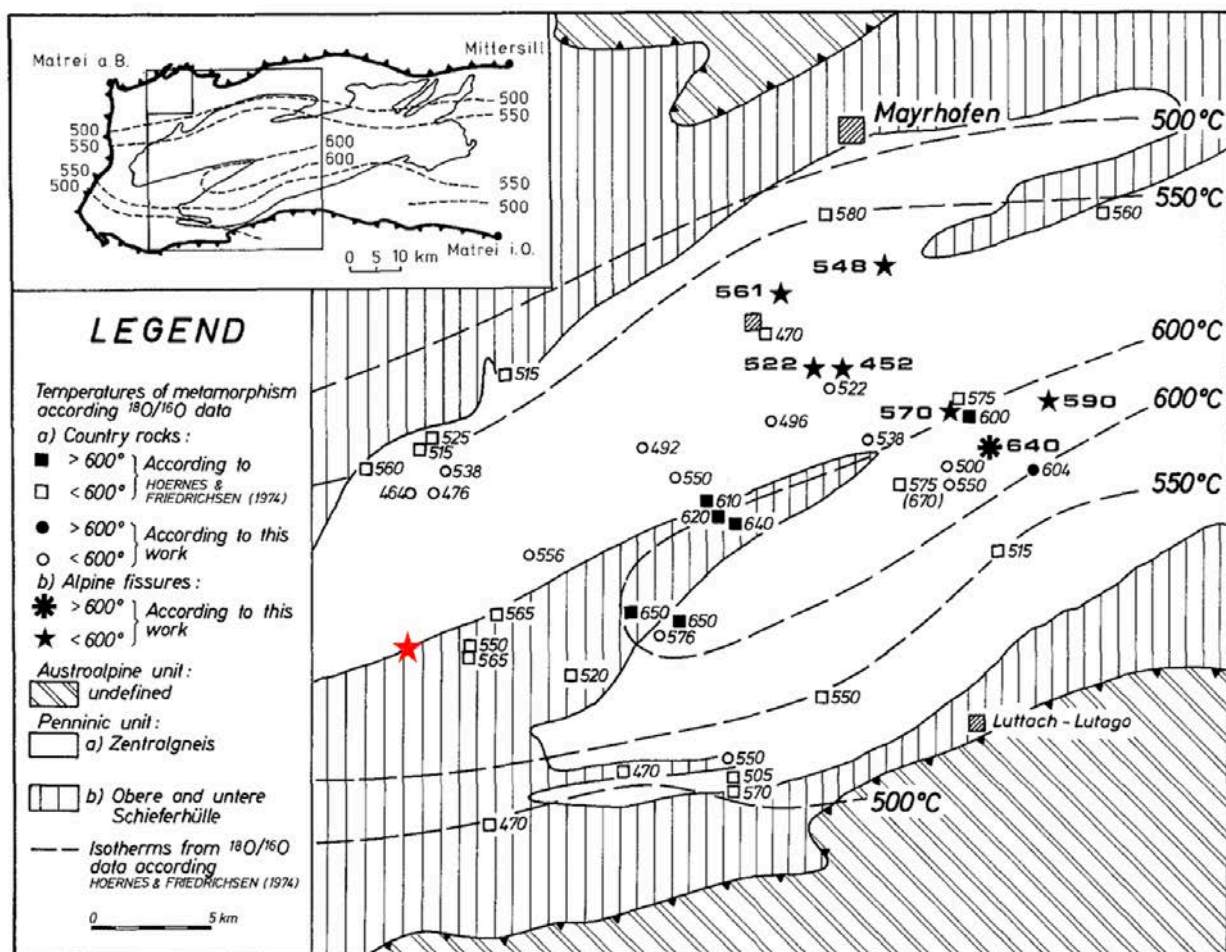 Matrei a.B.
Mittersill
500
550
500
550
600
600
550
500
550
500
Matrei i.O.
0 5 10 km
LEGEND
Temperatures of metamorphism
according ¹⁸O/¹⁶O data
a) Country rocks :
> 600°
< 600°
According to
HOERNES &
FRIEDRICHSEN (1974)
> 600°
< 600°
According to this
work
b) Alpine fissures :
> 600°
< 600°
According to this
work
Austroalpine unit :
undefined
Penninic unit :
a) Zentralgneis
b) Obere and untere
Schieferhülle
Isotherms from ¹⁸O/¹⁶O
data according
HOERNES & FRIEDRICHSEN (1974)
0 5 km
Mayrhofen
500°C
550°C
580
560
548
561
470
600°C
515
522
452
522
575
590
570
600
600°C
496
525
515
492
538
640
560
538
550
500
604
464
476
575
(670)
550
550°C
610
620
640
515
556
565
650
650
576
550
565
520
550
Luttach - Lutago
550
470
505
570
500°C
470